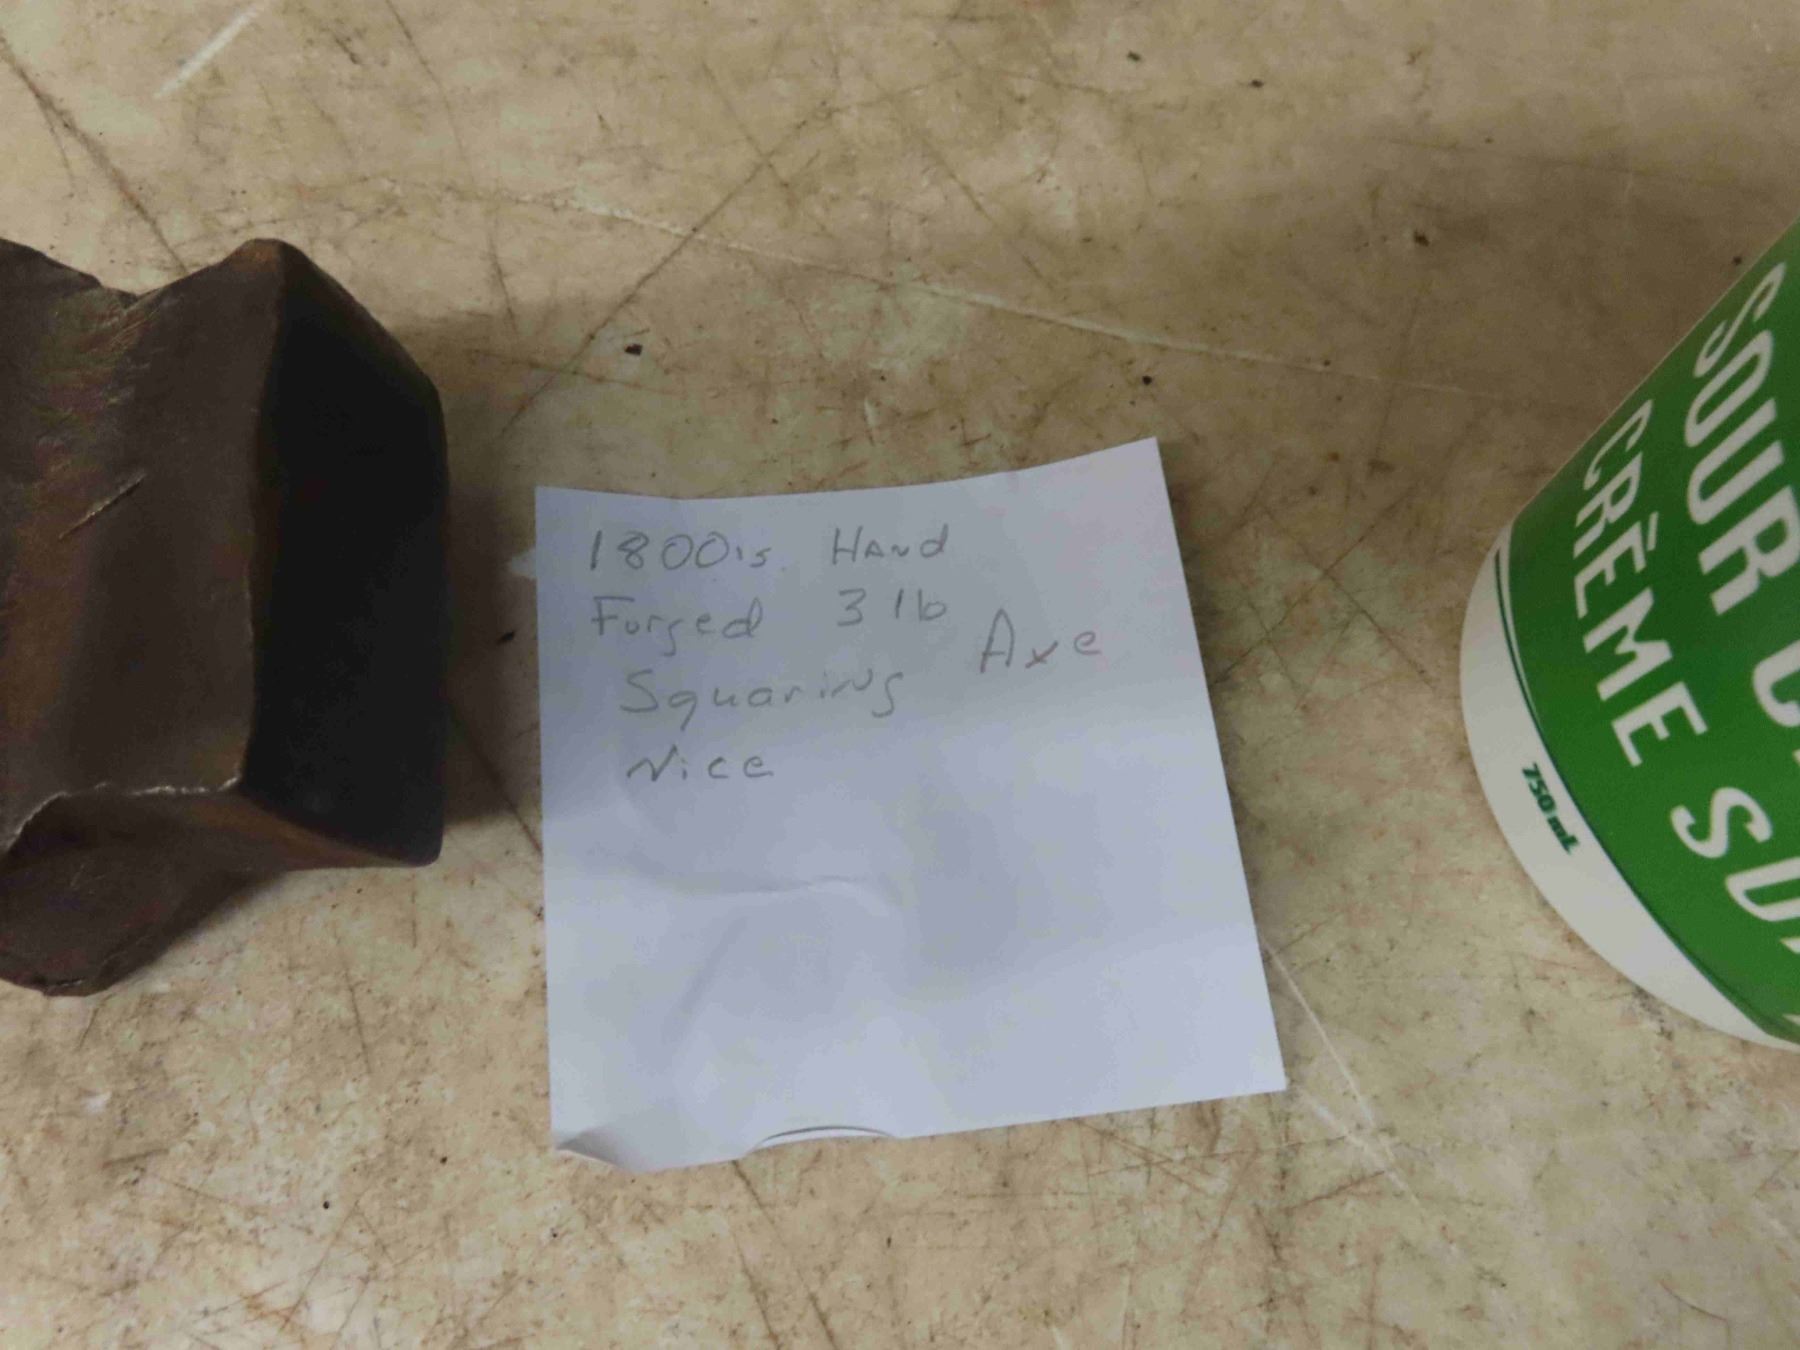 1800's. Hand
Forged 3 lb
Squaring Axe
Nice
SOUR
CRÈME SU
750 mL